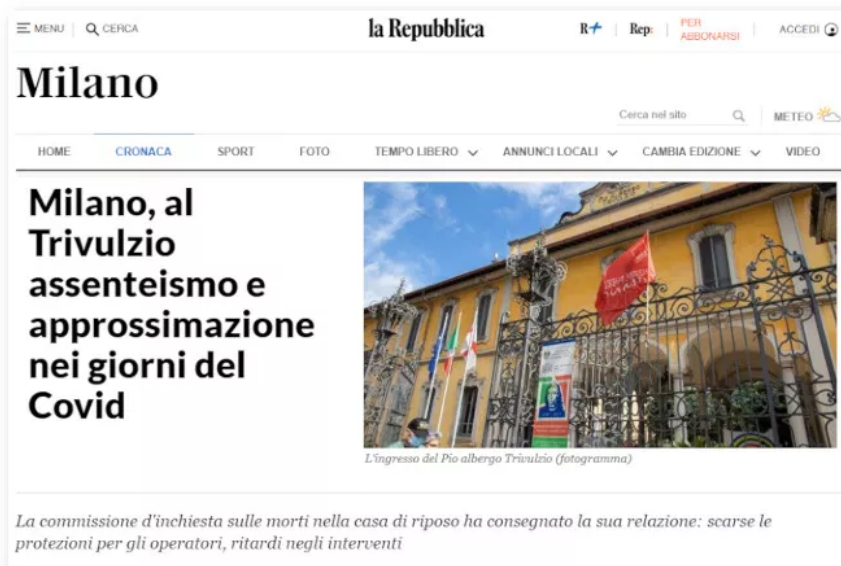 MENU
CERCA
la Repubblica
R+
Rep:
PER
ABBONARSI
ACCEDI
Milano
Cerca nel sito
METEO
HOME
CRONACA
SPORT
FOTO
TEMPO LIBERO
ANNUNCI LOCALI
CAMBIA EDIZIONE
VIDEO
Milano, al
Trivulzio
assenteismo e
approssimazione
nei giorni del
Covid
L'ingresso del Pio albergo Trivulzio (fotogramma)
La commissione d'inchiesta sulle morti nella casa di riposo ha consegnato la sua relazione: scarse le
protezioni per gli operatori, ritardi negli interventi